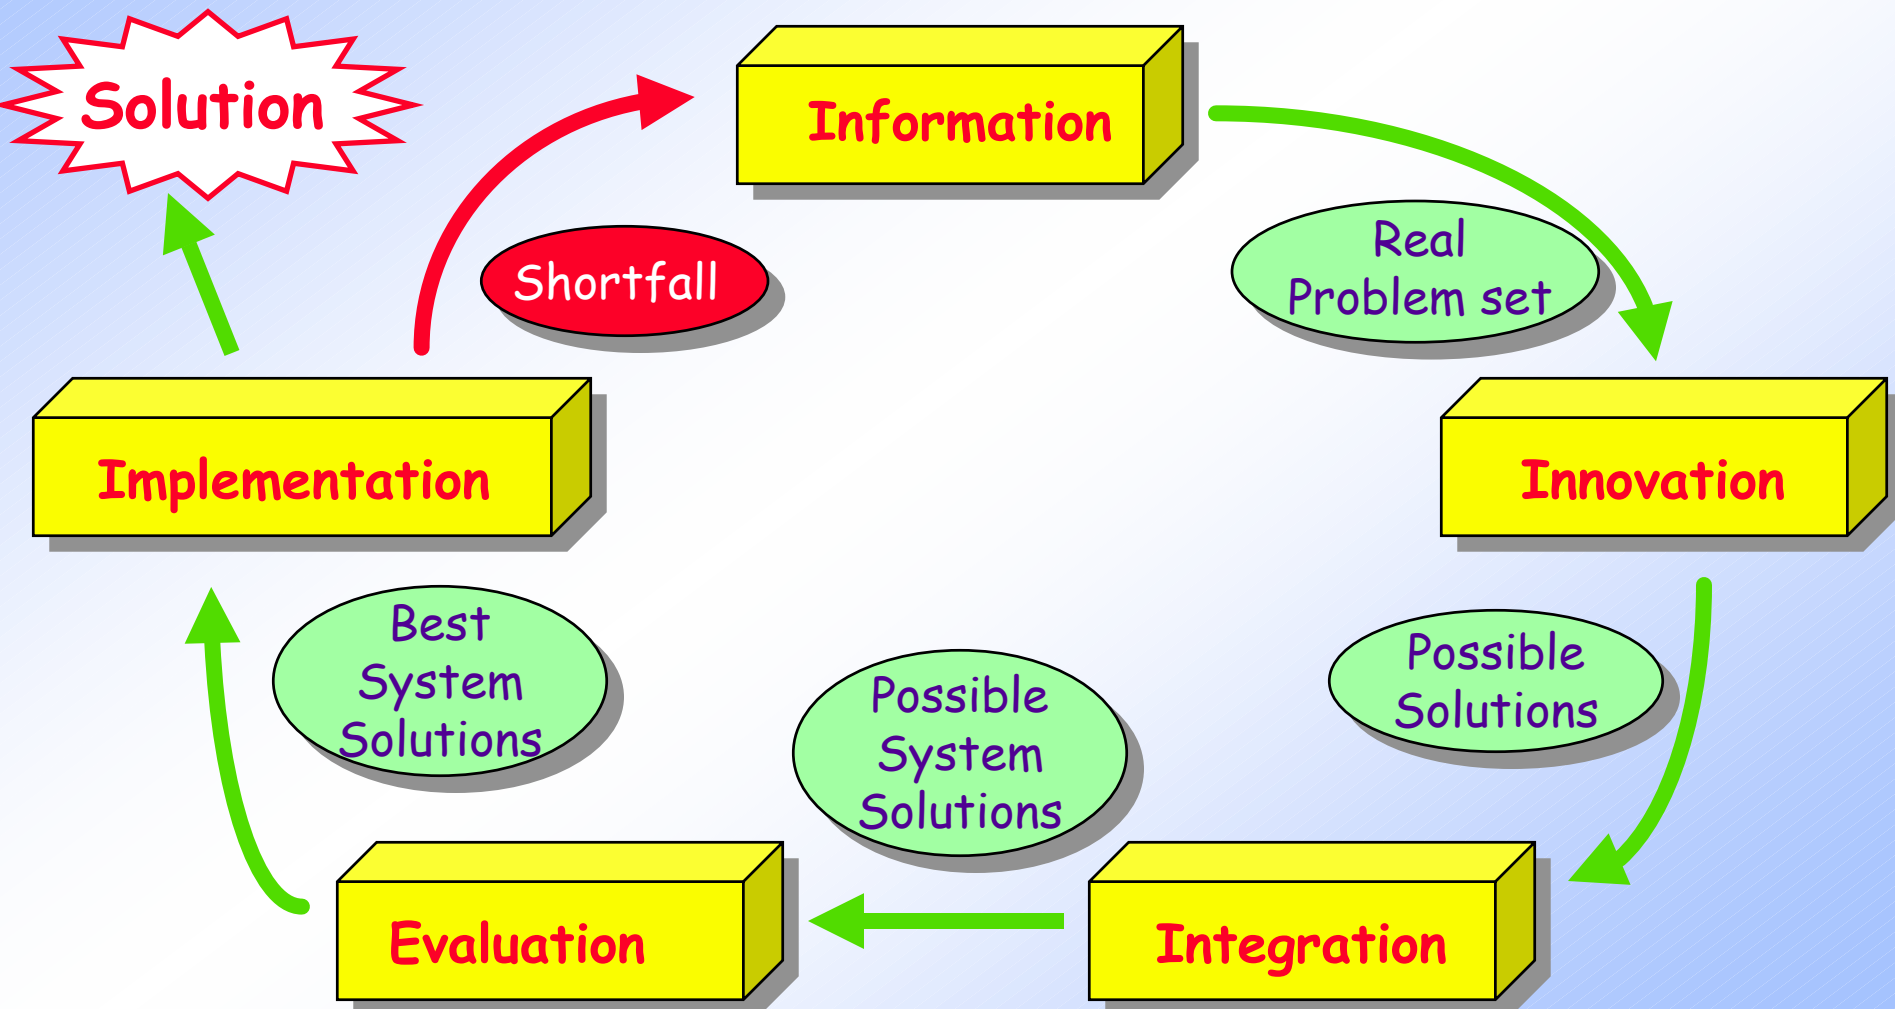 Solution
Information
Shortfall
Real
Problem set
Implementation
Innovation
Best
System
Solutions
Possible
System
Solutions
Possible
Solutions
Evaluation
Integration